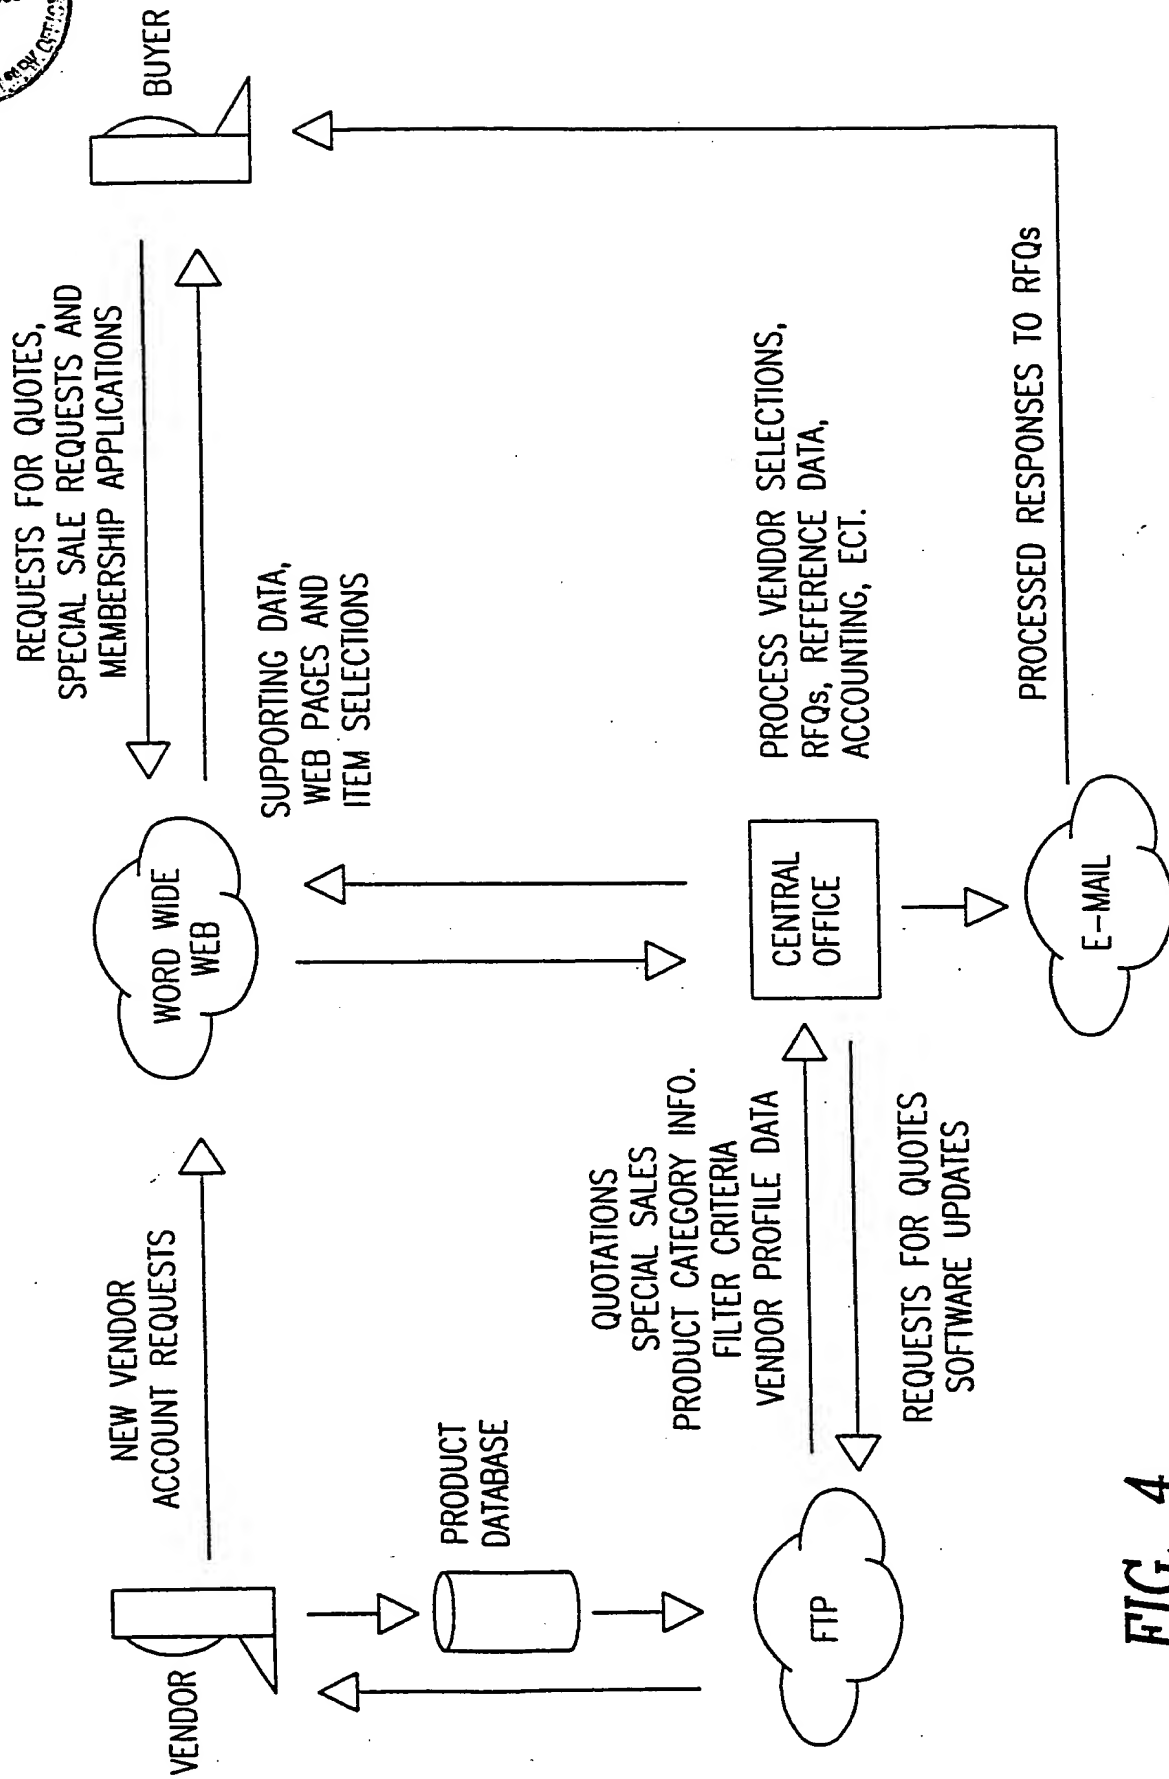 REQUESTS FOR QUOTES,
SPECIAL SALE REQUESTS AND
MEMBERSHIP APPLICATIONS
BUYER
NEW VENDOR
ACCOUNT REQUESTS
WORD WIDE
WEB
VENDOR
SUPPORTING DATA,
WEB PAGES AND
ITEM SELECTIONS
PRODUCT
DATABASE
QUOTATIONS
SPECIAL SALES
PRODUCT CATEGORY INFO.
FILTER CRITERIA
VENDOR PROFILE DATA
CENTRAL
OFFICE
PROCESS VENDOR SELECTIONS,
RFQs, REFERENCE DATA,
ACCOUNTING, ECT.
FTP
REQUESTS FOR QUOTES
SOFTWARE UPDATES
PROCESSED RESPONSES TO RFQs
E-MAIL
FIG. 4